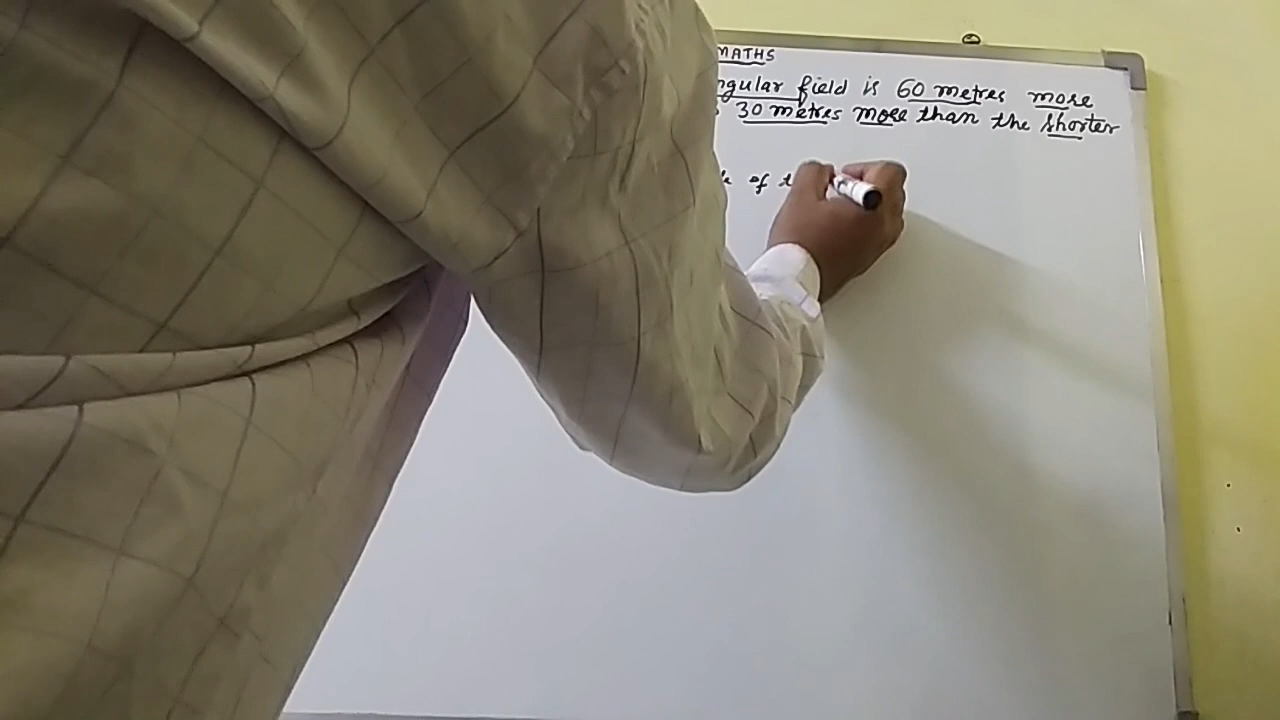 MATHS
ngular field is 60 metres more
30 metres more than the shorter
of t